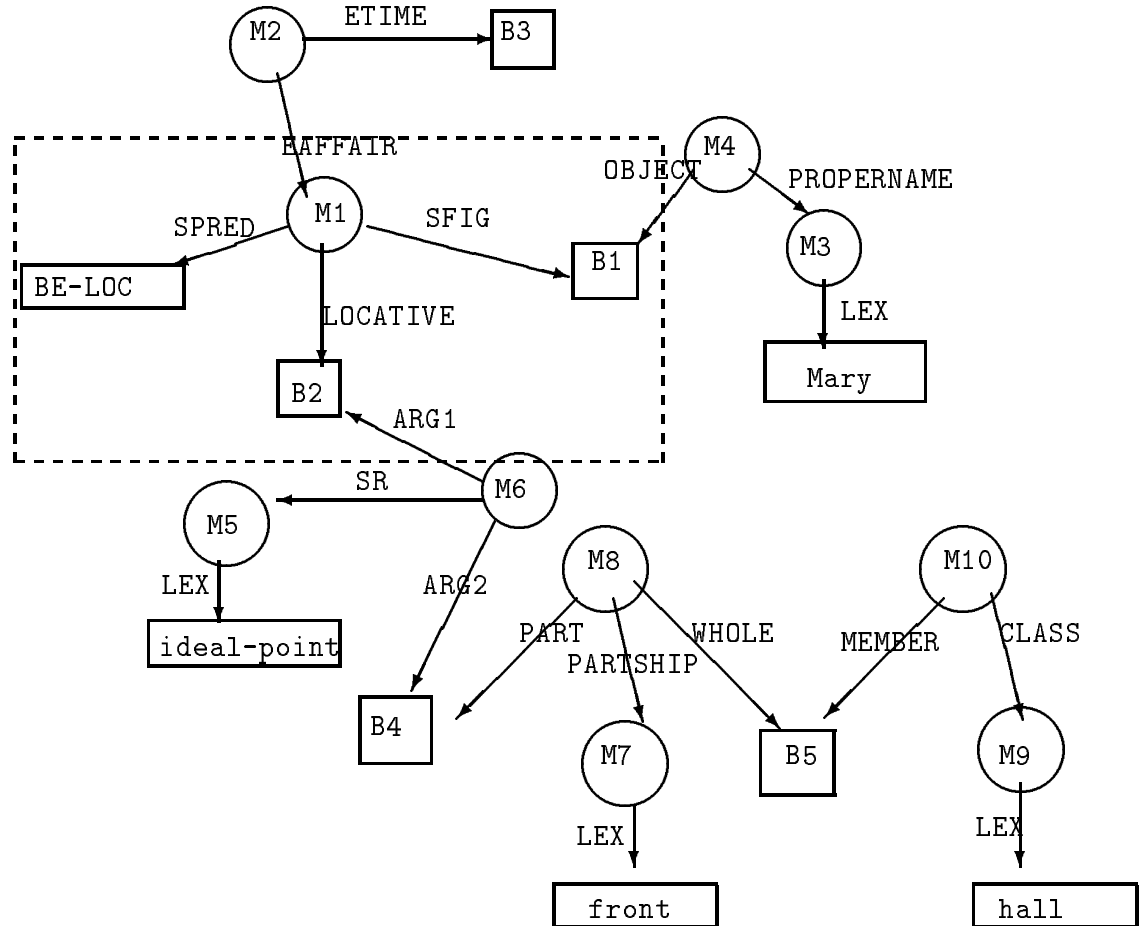 ETIME
M2
B3
EAFFAIR
M4
OBJECT
PROPERNAME
M1
SPRED
SFIG
M3
B1
BE-LOC
LOCATIVE
LEX
Mary
B2
ARG1
SR
M6
M5
M8
M10
LEX
ARG2
ideal-point
PART
WHOLE
MEMBER
CLASS
PARTSHIP
B4
M7
B5
M9
LEX
LEX
front
hall